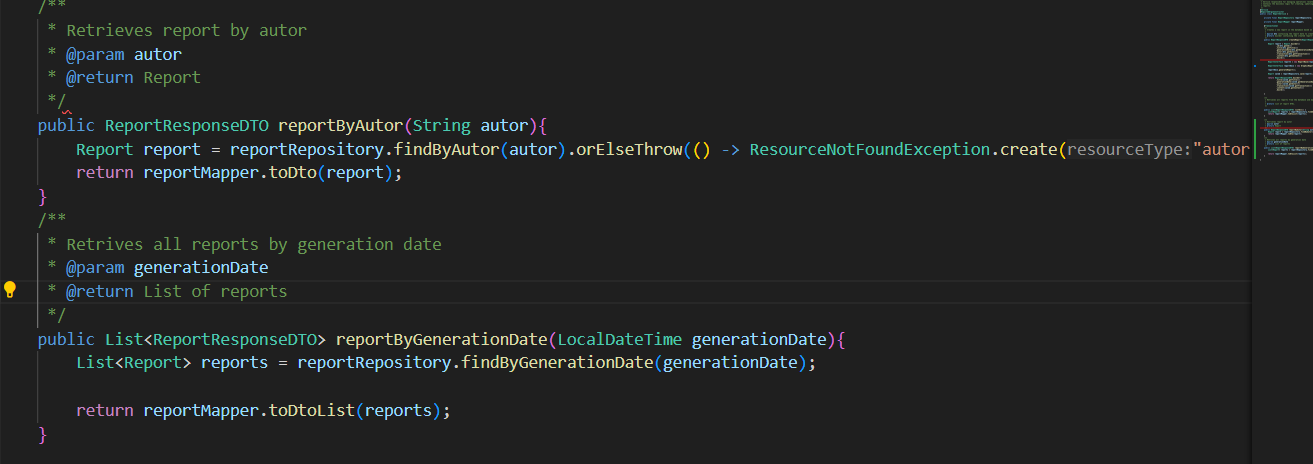 /**
 * Retrieves report by autor
 * @param autor
 * @return Report
 */
public ReportResponseDTO reportByAutor(String autor){
    Report report = reportRepository.findByAutor(autor).orElseThrow(() -> ResourceNotFoundException.create(resourceType:"autor
    return reportMapper.toDto(report);
}
/**
 * Retrives all reports by generation date
 * @param generationDate
 * @return List of reports
 */
public List<ReportResponseDTO> reportByGenerationDate(LocalDateTime generationDate){
    List<Report> reports = reportRepository.findByGenerationDate(generationDate);
    return reportMapper.toDtoList(reports);
}